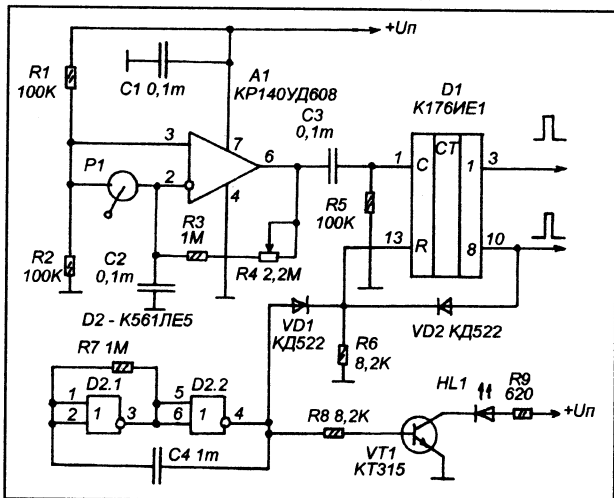 +Uп
R1
100K
C1 0,1m
A1
КР140УД608
C3
0,1m
D1
К176ИЕ1
3
7
2
4
6
P1
R3
1M
R4 2,2M
R2
100K
C2
0,1m
R5
100K
1
C
CT
1
3
13
R
8
10
D2 - К561ЛЕ5
VD1
КД522
VD2 КД522
R6
8,2K
R7 1M
D2.1
D2.2
1
2
1
3
5
6
1
4
C4 1m
R8 8,2K
VT1
КТ315
HL1
R9
620
+Uп